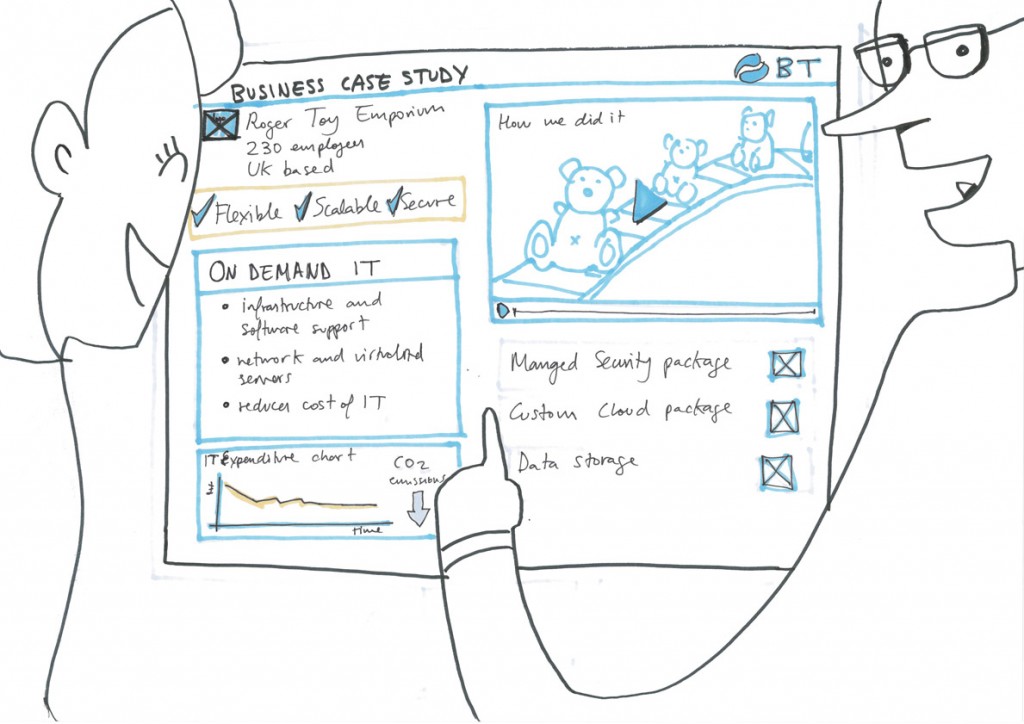 BUSINESS CASE STUDY
BT
Roger Toy Emporium
230 employees
UK based
Flexible Scalable Secure
ON DEMAND IT
• infrastructure and
software support
• network and virtualized
servers
• reduces cost of IT
IT Expenditure chart
time
CO2
emissions
How we did it
Manged Security package
Custom Cloud package
Data storage